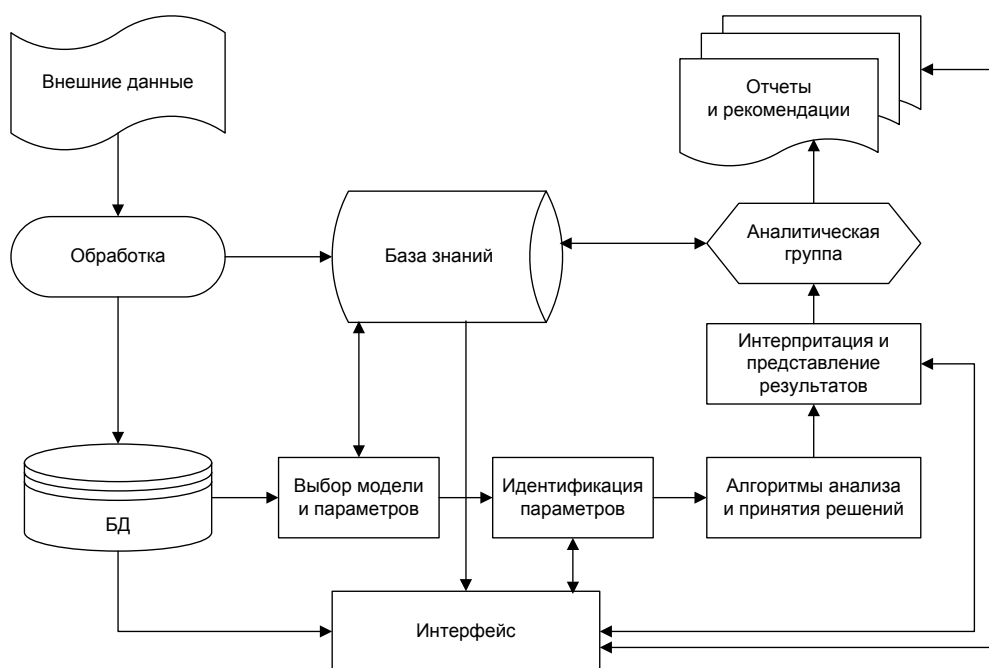 Внешние данные
Отчеты
и рекомендации
Обработка
База знаний
Аналитическая
группа
Интерпритация и
представление
результатов
БД
Выбор модели
и параметров
Идентификация
параметров
Алгоритмы анализа
и принятия решений
Интерфейс